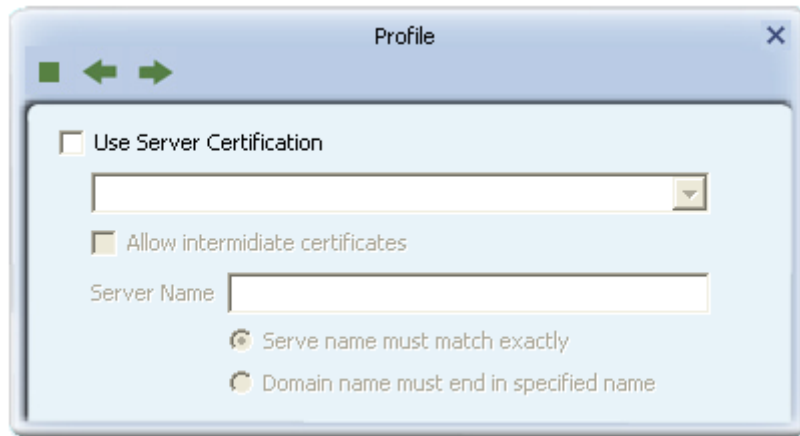 Profile
Use Server Certification
Allow intermidiate certificates
Server Name
Serve name must match exactly
Domain name must end in specified name